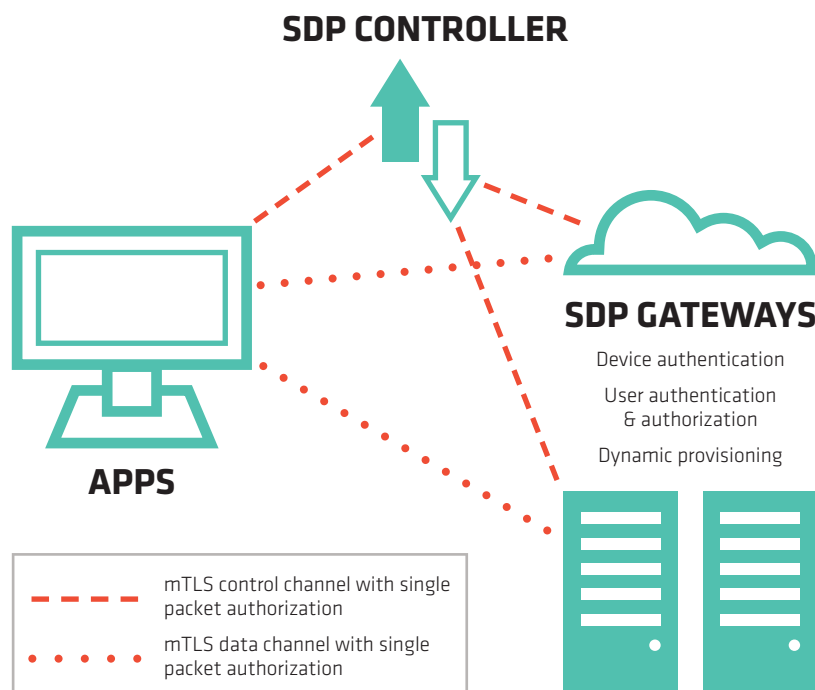 SDP CONTROLLER
SDP GATEWAYS
Device authentication
User authentication
& authorization
Dynamic provisioning
APPS
mTLS control channel with single
packet authorization
mTLS data channel with single
packet authorization